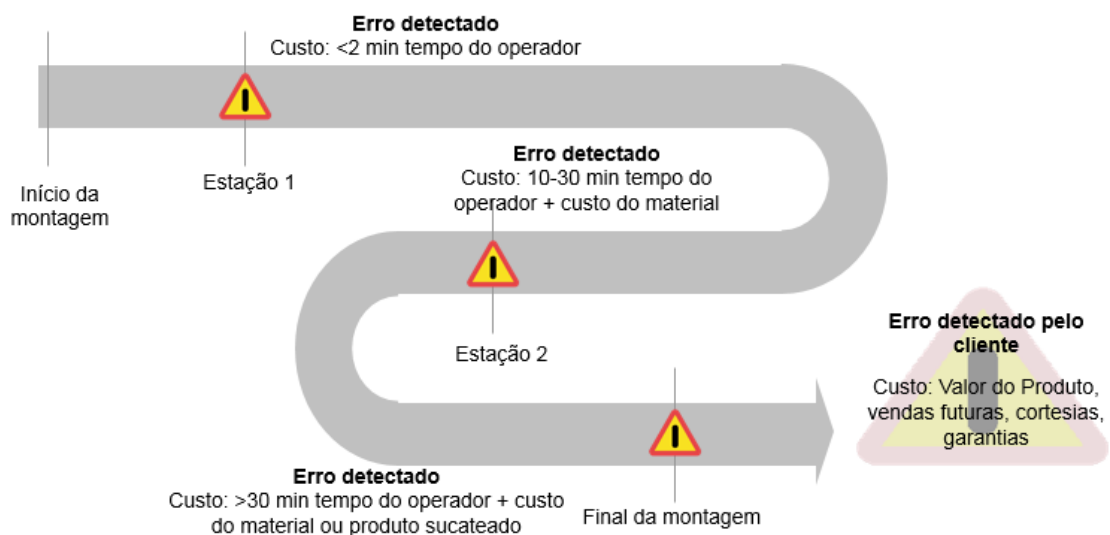 Erro detectado
Custo: <2 min tempo do operador
Início da
montagem
Estação 1
Erro detectado
Custo: 10-30 min tempo do
operador + custo do material
Estação 2
Erro detectado pelo
cliente
Custo: Valor do Produto,
vendas futuras, cortesias,
garantias
Erro detectado
Custo: >30 min tempo do operador + custo
do material ou produto sucateado
Final da montagem